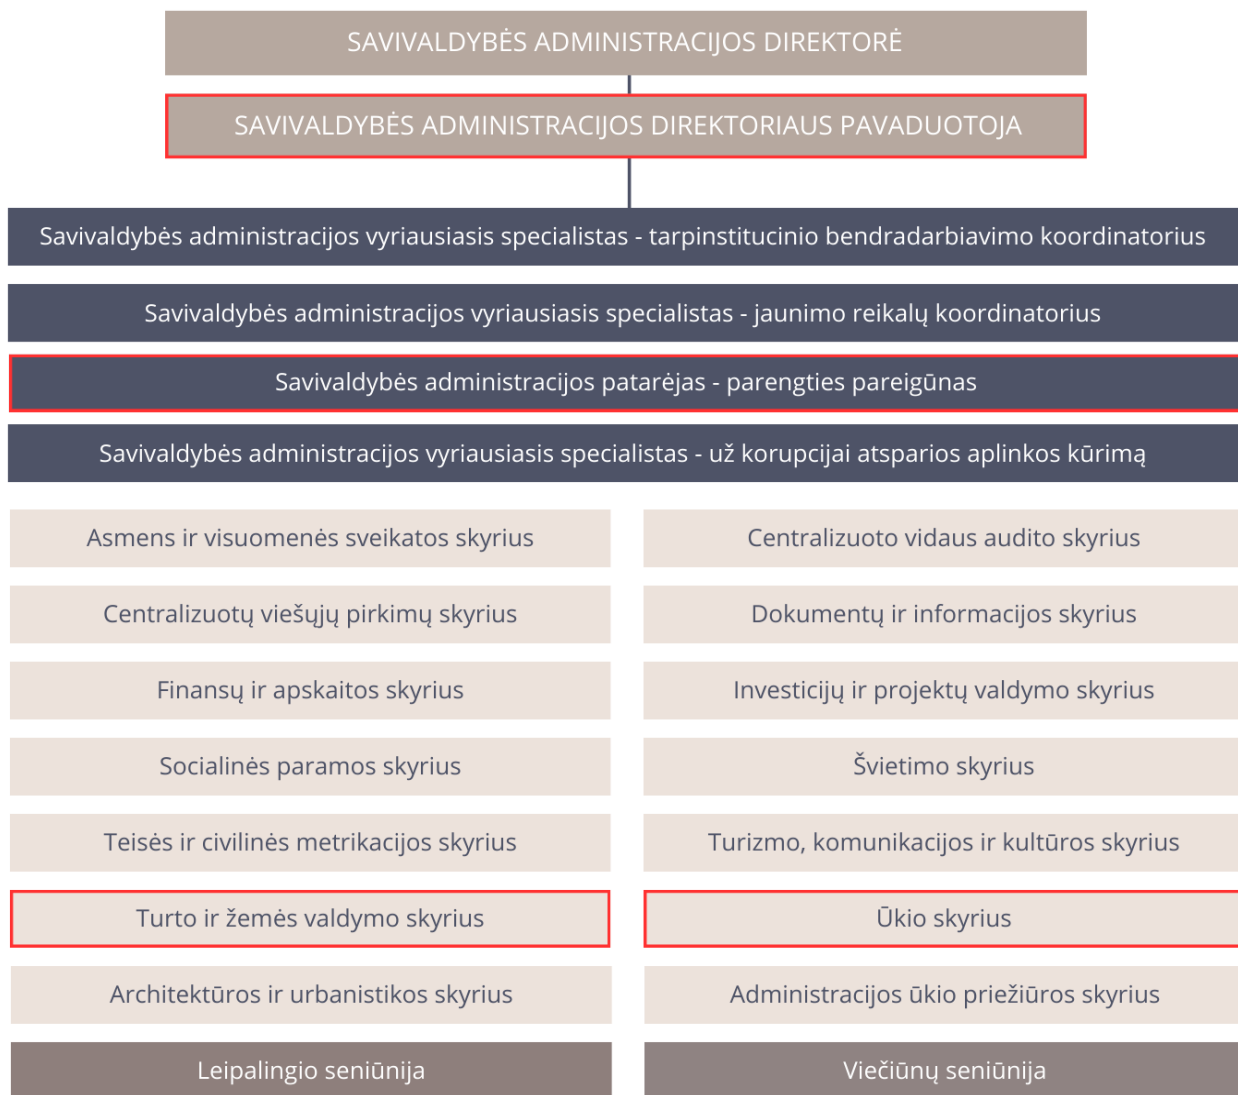 SAVIVALDYBĖS ADMINISTRACIJOS DIREKTORĖ
SAVIVALDYBĖS ADMINISTRACIJOS DIREKTORIAUS PAVADUOTOJA
Savivaldybės administracijos vyriausiasis specialistas - tarpinstitucinio bendradarbiavimo koordinatorius
Savivaldybės administracijos vyriausiasis specialistas - jaunimo reikalų koordinatorius
Savivaldybės administracijos patarėjas - parengties pareigūnas
Savivaldybės administracijos vyriausiasis specialistas - už korupcijai atsparios aplinkos kūrimą
Asmens ir visuomenės sveikatos skyrius
Centralizuoto vidaus audito skyrius
Centralizuotų viešųjų pirkimų skyrius
Dokumentų ir informacijos skyrius
Finansų ir apskaitos skyrius
Investicijų ir projektų valdymo skyrius
Socialinės paramos skyrius
Švietimo skyrius
Teisės ir civilinės metrikacijos skyrius
Turizmo, komunikacijos ir kultūros skyrius
Turto ir žemės valdymo skyrius
Ūkio skyrius
Architektūros ir urbanistikos skyrius
Administracijos ūkio priežiūros skyrius
Leipalingio seniūnija
Viečiūnų seniūnija